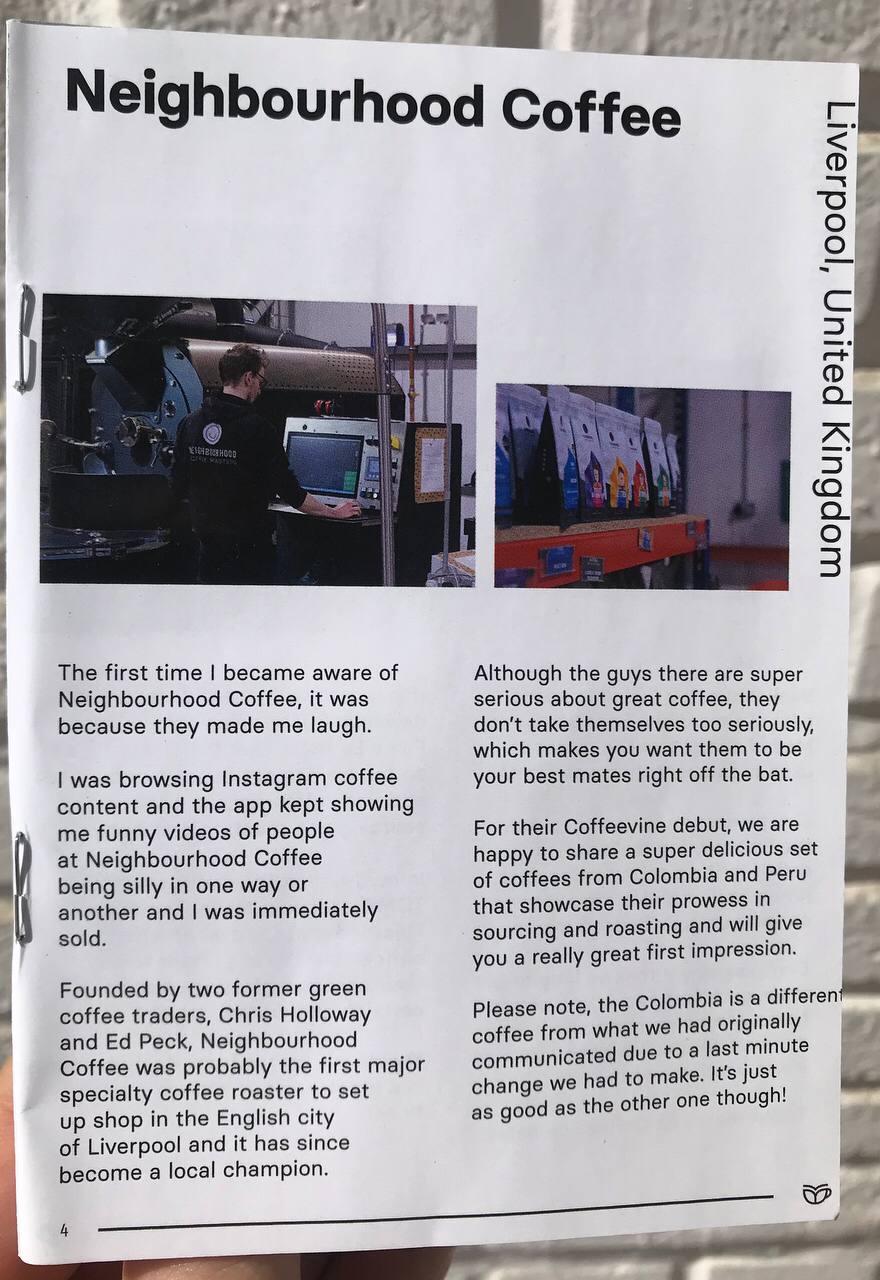 Neighbourhood Coffee
Liverpool, United Kingdom
NEIGHBOURHOOD
The first time I became aware of
Neighbourhood Coffee, it was
because they made me laugh.
I was browsing Instagram coffee
content and the app kept showing
me funny videos of people
at Neighbourhood Coffee
being silly in one way or
another and I was immediately
sold.
Founded by two former green
coffee traders, Chris Holloway
and Ed Peck, Neighbourhood
Coffee was probably the first major
specialty coffee roaster to set
up shop in the English city
of Liverpool and it has since
become a local champion.
Although the guys there are super
serious about great coffee, they
don't take themselves too seriously,
which makes you want them to be
your best mates right off the bat.
For their Coffeevine debut, we are
happy to share a super delicious set
of coffees from Colombia and Peru
that showcase their prowess in
sourcing and roasting and will give
you a really great first impression.
Please note, the Colombia is a different
coffee from what we had originally
communicated due to a last minute
change we had to make. It's just
as good as the other one though!
4